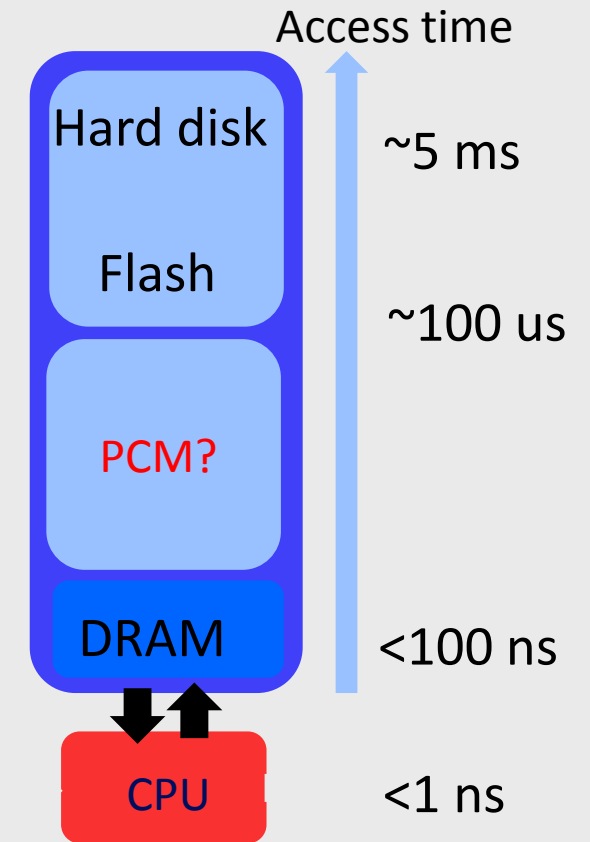 Access time
Hard disk
~5 ms
Flash
~100 us
PCM?
DRAM
<100 ns
CPU
<1 ns